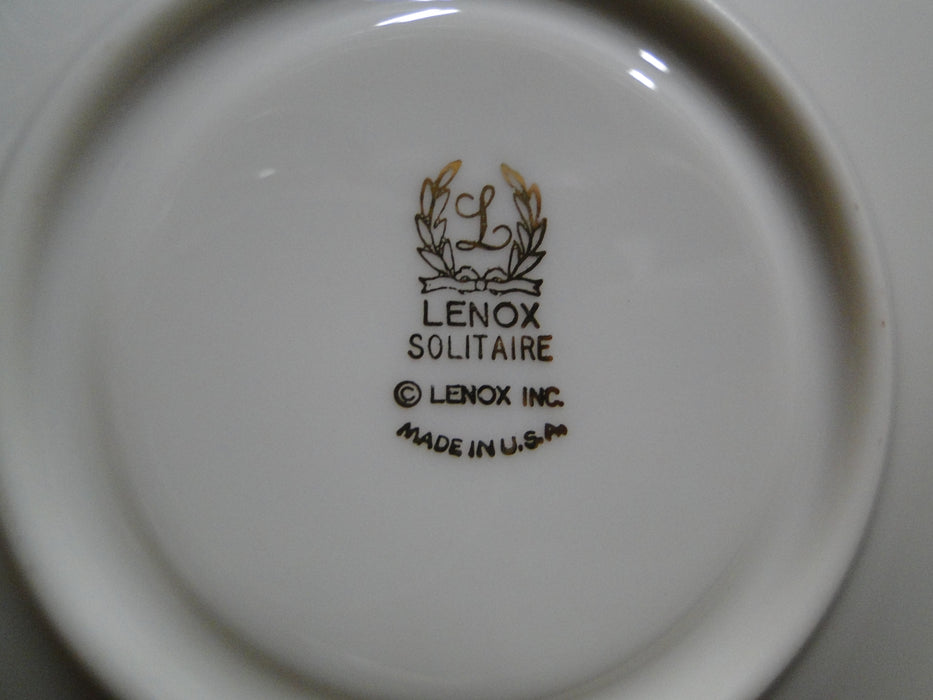 L
LENOX
SOLITAIRE
© LENOX INC.
MADE IN U.S.A.